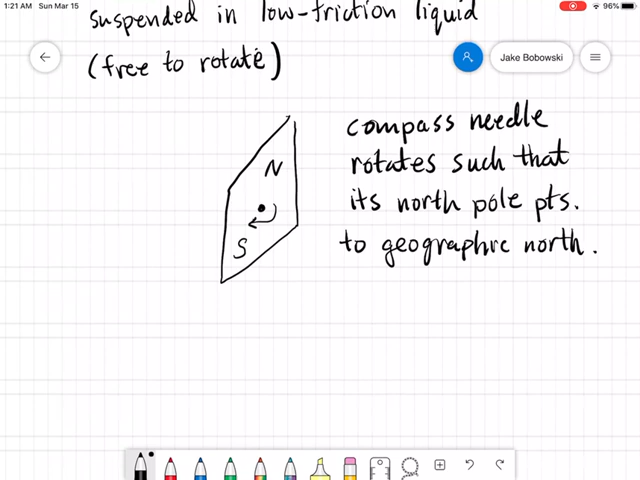 1:21 AM Sun Mar 15
96%
suspended in low-friction liquid
(free to rotate)
Jake Bobowski
N
S
compass needle
rotates such that
its north pole pts.
to geographic north.